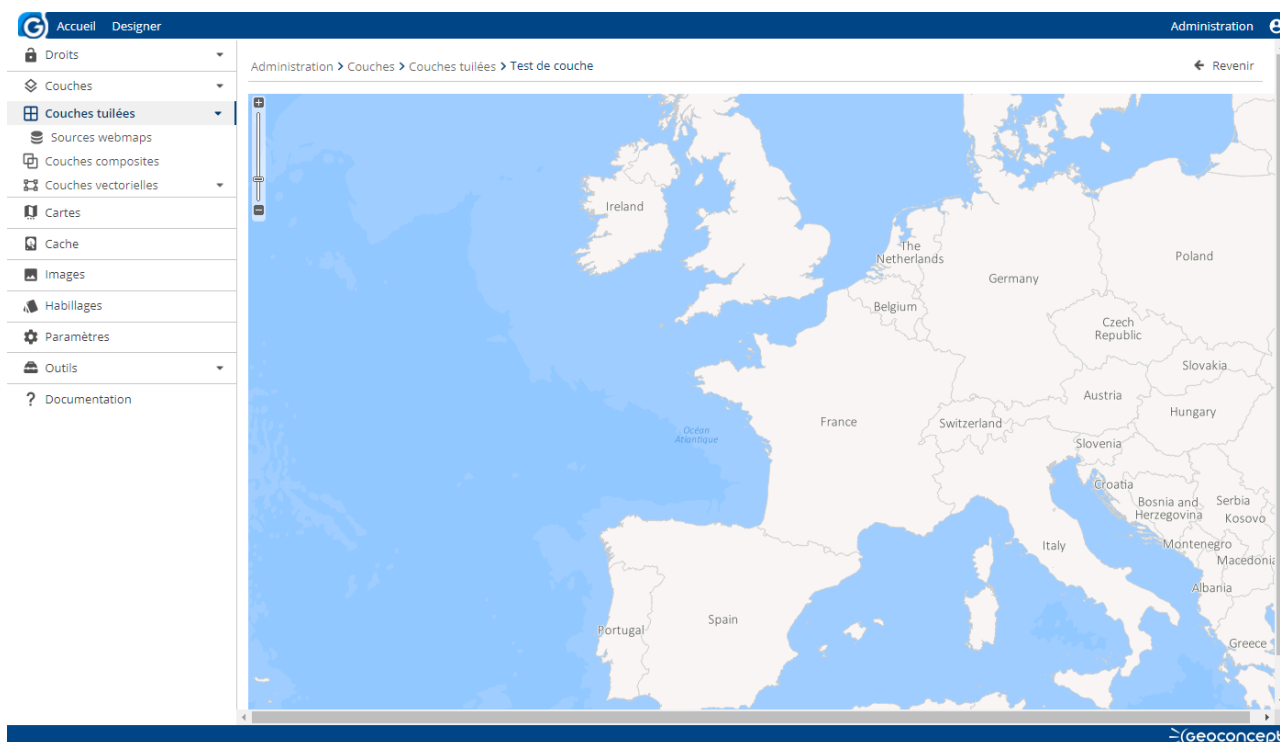 G Accueil Designer Administration
Droits
Administration > Couches > Couches tuilées > Test de couche Revenir
Couches
Couches tuilées
Sources webmaps
Couches composites
Couches vectorielles
Cartes
Cache
Images
Habillages
Paramètres
Outils
? Documentation
Ireland
The
Netherlands
Poland
Germany
Belgium
Czech
Republic
Slovakia
Austria
Hungary
France
Switzerland
Océan
Atlantique
Slovenia
Croatia
Bosnia and
Herzegovina
Serbia
Kosovo
Italy
Montenegro
Macedonia
Albania
Spain
Portugal
Greece
Geoconcept